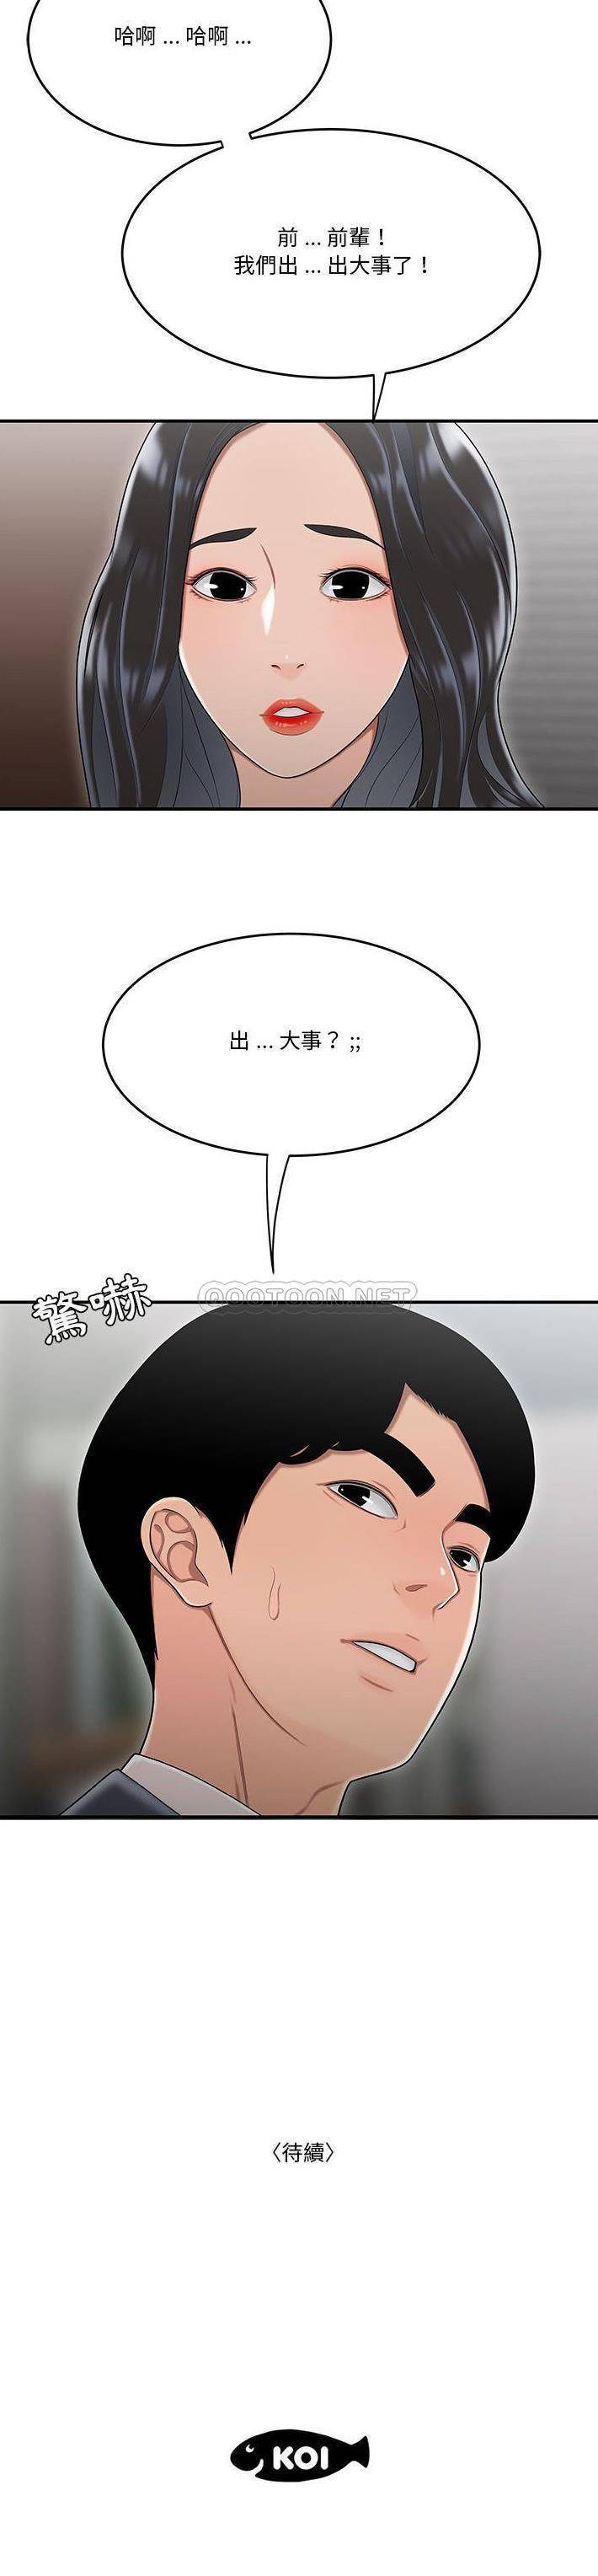 哈啊 ... 哈啊 ...
前 ... 前輩！
我們出 ... 出大事了！
出 ... 大事？ ;;
QOOTOON.NET
驚嚇
〈待續〉
KOI